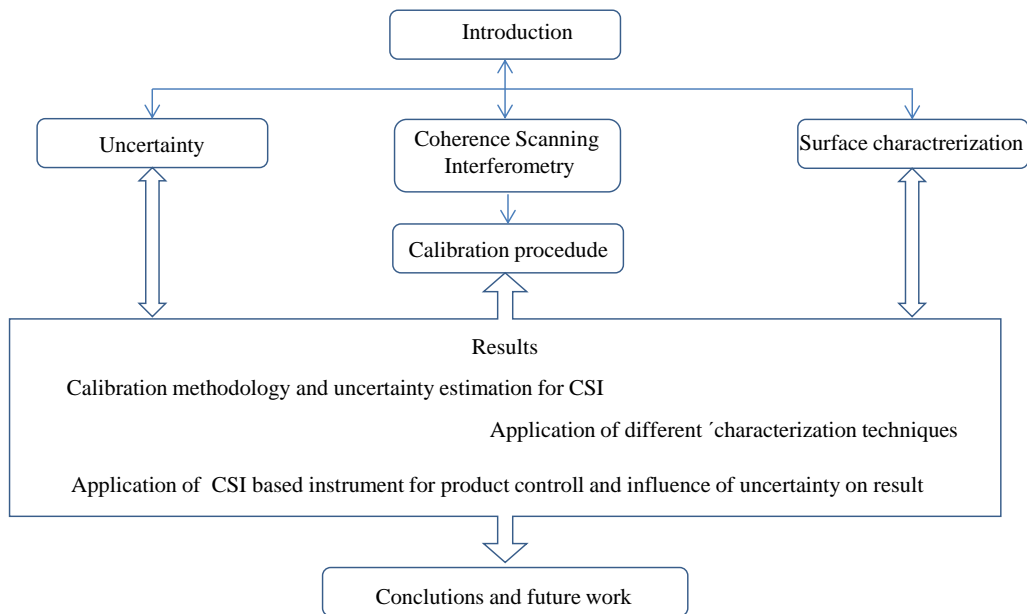 Introduction
Uncertainty
Coherence Scanning
Interferometry
Surface charactrerization
Calibration procedude
Results
Calibration methodology and uncertainty estimation for CSI
Application of different ´characterization techniques
Application of CSI based instrument for product controll and influence of uncertainty on result
Conclutions and future work